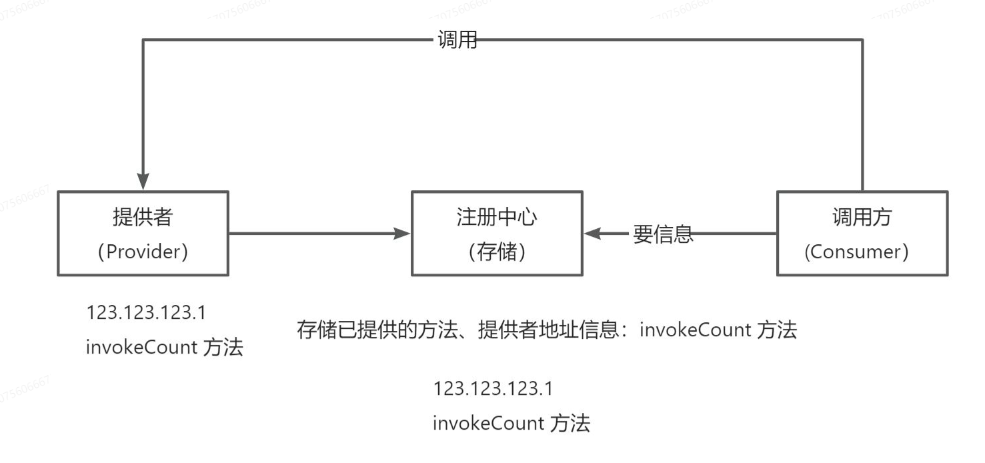 调用
提供者
（Provider）
注册中心
（存储）
要信息
调用方
（Consumer）
123.123.123.1
invokeCount 方法
存储已提供的方法、提供者地址信息：invokeCount 方法
123.123.123.1
invokeCount 方法